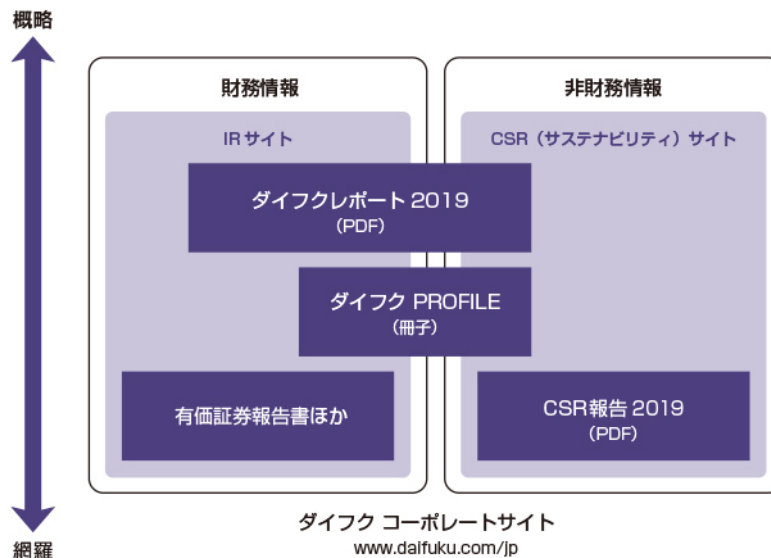 概略
財務情報
非財務情報
IRサイト
CSR（サステナビリティ）サイト
ダイフクレポート 2019
（PDF）
ダイフク PROFILE
（冊子）
有価証券報告書ほか
CSR報告 2019
（PDF）
網羅
ダイフク コーポレートサイト
www.daifuku.com/jp